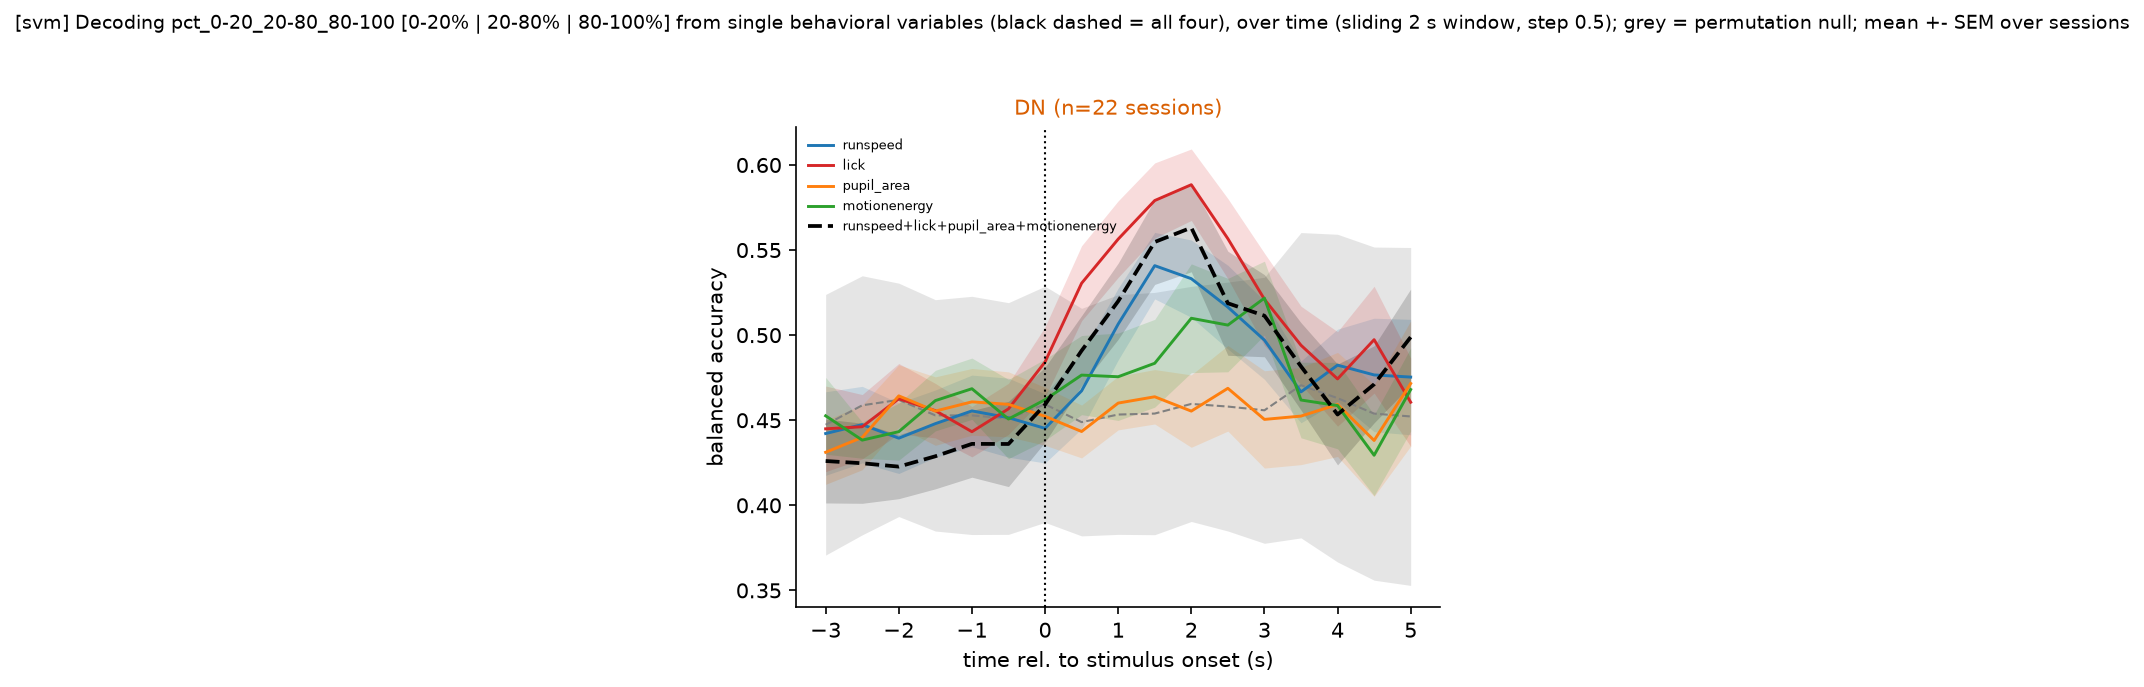 [svm] Decoding pct_0-20_20-80_80-100 [0-20% | 20-80% | 80-100%] from single behavioral variables (black dashed = all four), over time (sliding 2 s window, step 0.5); grey = permutation null; mean +- SEM over sessions
DN (n=22 sessions)
runspeed
lick
pupil_area
motionenergy
runspeed+lick+pupil_area+motionenergy
balanced accuracy
0.60
0.55
0.50
0.45
0.40
0.35
−3 −2 −1 0 1 2 3 4 5
time rel. to stimulus onset (s)